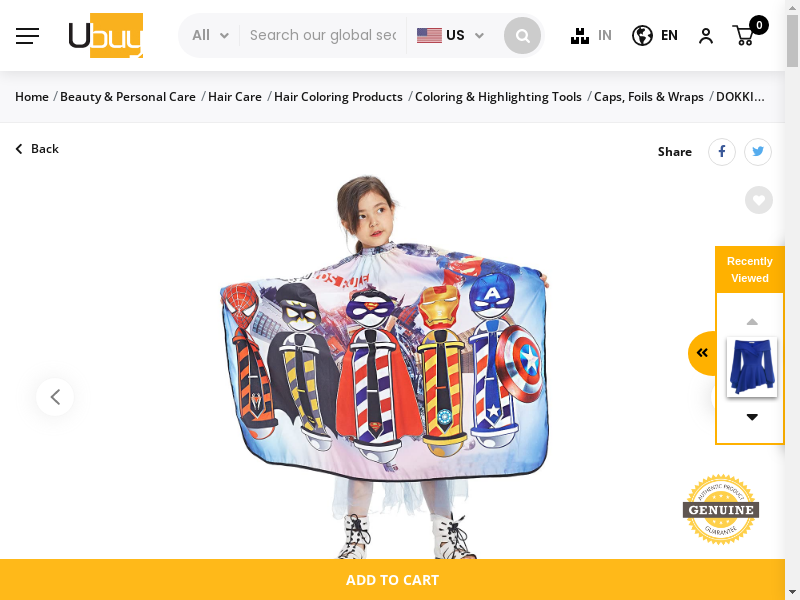 Ubuy
All
Search our global sec
US
IN
EN
0
Home / Beauty & Personal Care / Hair Care / Hair Coloring Products / Coloring & Highlighting Tools / Caps, Foils & Wraps / DOKKI...
Back
Share
Recently
Viewed
AUTHENTIC PRODUCT
GENUINE
GUARANTEE
ADD TO CART